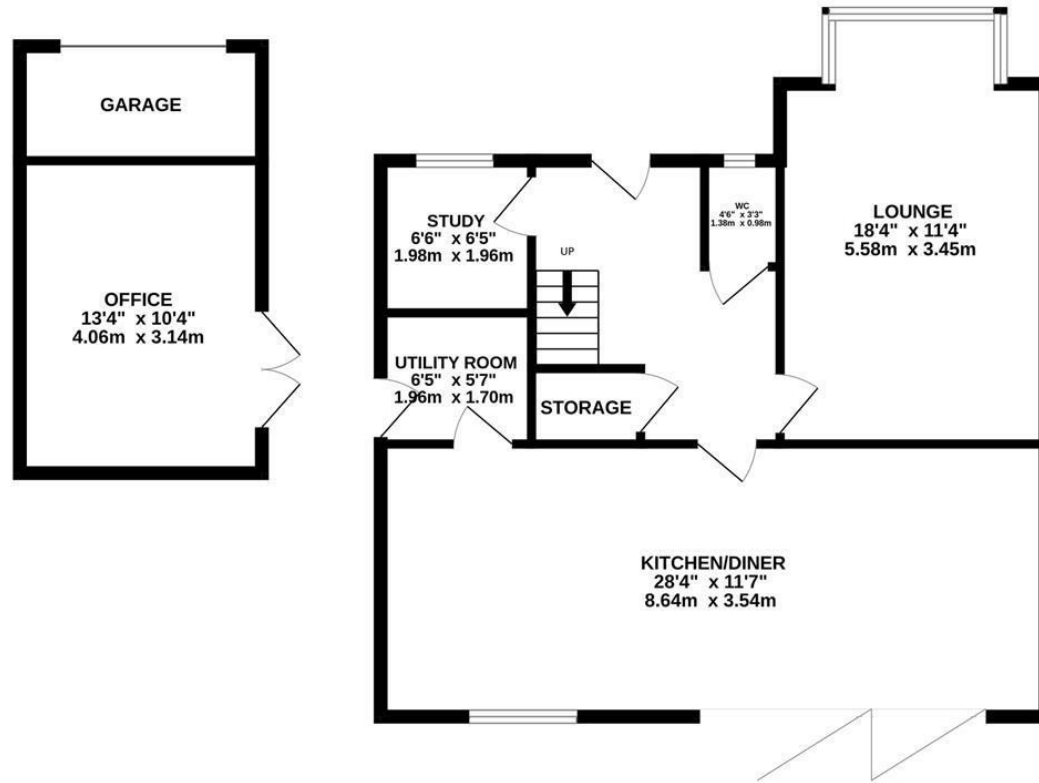 GARAGE
OFFICE
13'4" x 10'4"
4.06m x 3.14m
STUDY
6'6" x 6'5"
1.98m x 1.96m
UP
WC
4'6" x 3'3"
1.38m x 0.98m
LOUNGE
18'4" x 11'4"
5.58m x 3.45m
UTILITY ROOM
6'5" x 5'7"
1.96m x 1.70m
STORAGE
KITCHEN/DINER
28'4" x 11'7"
8.64m x 3.54m